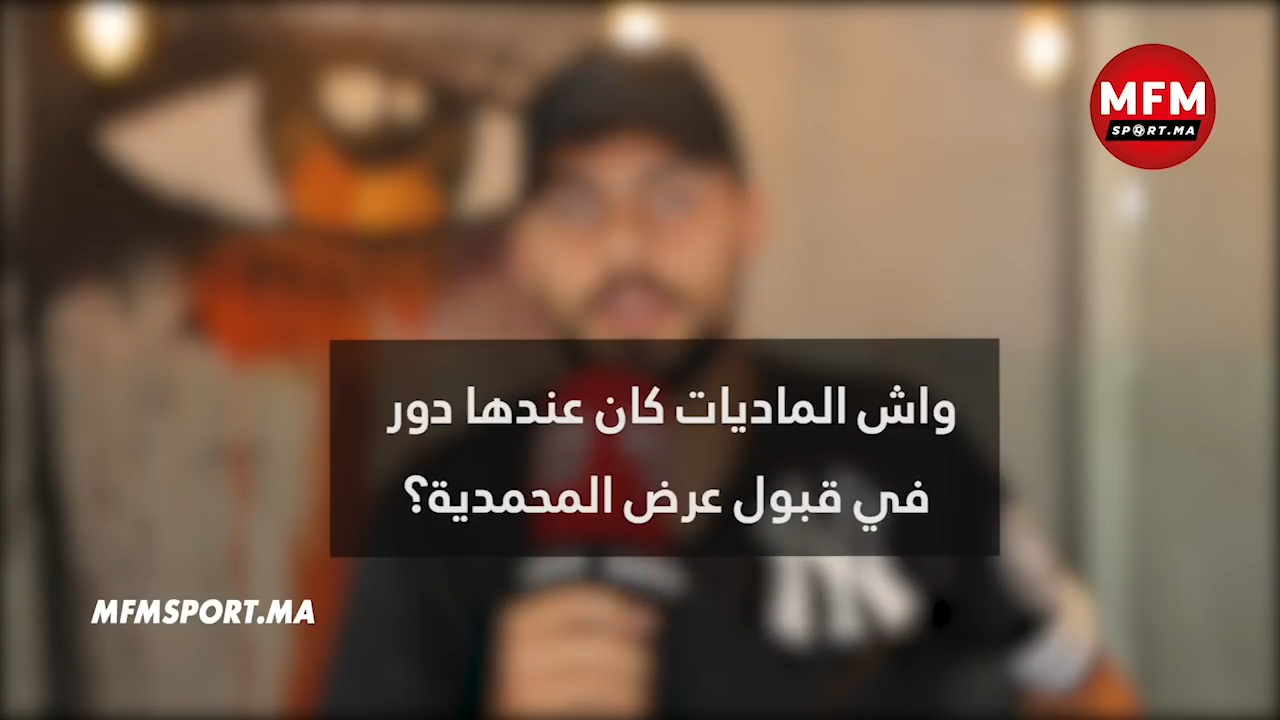 MFM
SPORT.MA
واش الماديات كان عندها دور
في قبول عرض المحمدية؟
MFMSPORT.MA